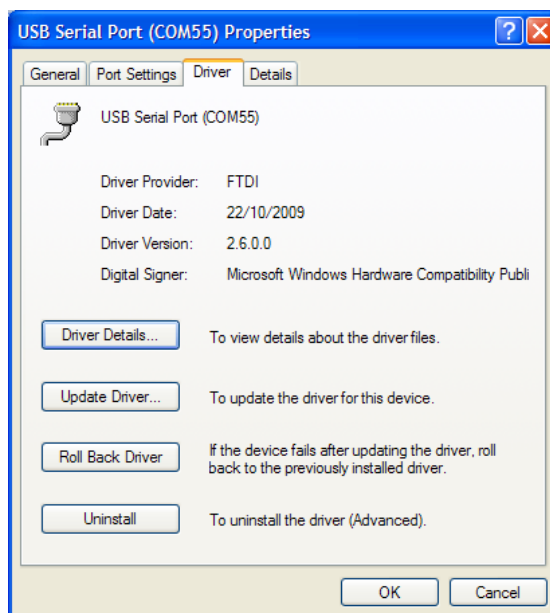 USB Serial Port (COM55) Properties
General Port Settings Driver Details
USB Serial Port (COM55)
Driver Provider: FTDI
Driver Date: 22/10/2009
Driver Version: 2.6.0.0
Digital Signer: Microsoft Windows Hardware Compatibility Publi
Driver Details... To view details about the driver files.
Update Driver... To update the driver for this device.
Roll Back Driver If the device fails after updating the driver, roll
back to the previously installed driver.
Uninstall To uninstall the driver (Advanced).
OK Cancel